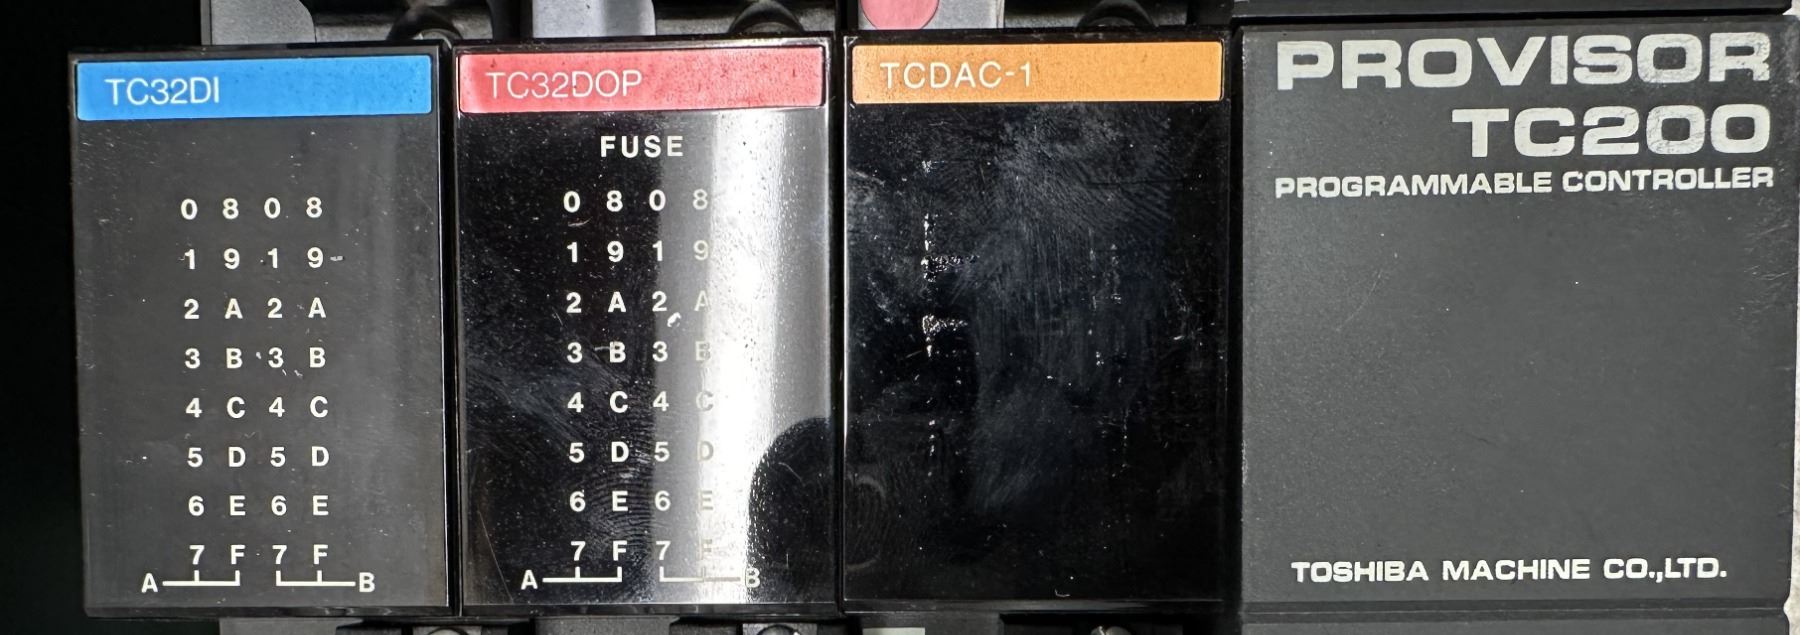 TC32DI
0 8 0 8
1 9 1 9
2 A 2 A
3 B 3 B
4 C 4 C
5 D 5 D
6 E 6 E
7 F 7 F
A B
TC32DOP
FUSE
0 8 0 8
1 9 1 9
2 A 2 A
3 B 3 B
4 C 4 C
5 D 5 D
6 E 6 E
7 F 7 F
A B
TCDAC-1
PROVISOR
TC200
PROGRAMMABLE CONTROLLER
TOSHIBA MACHINE CO.,LTD.